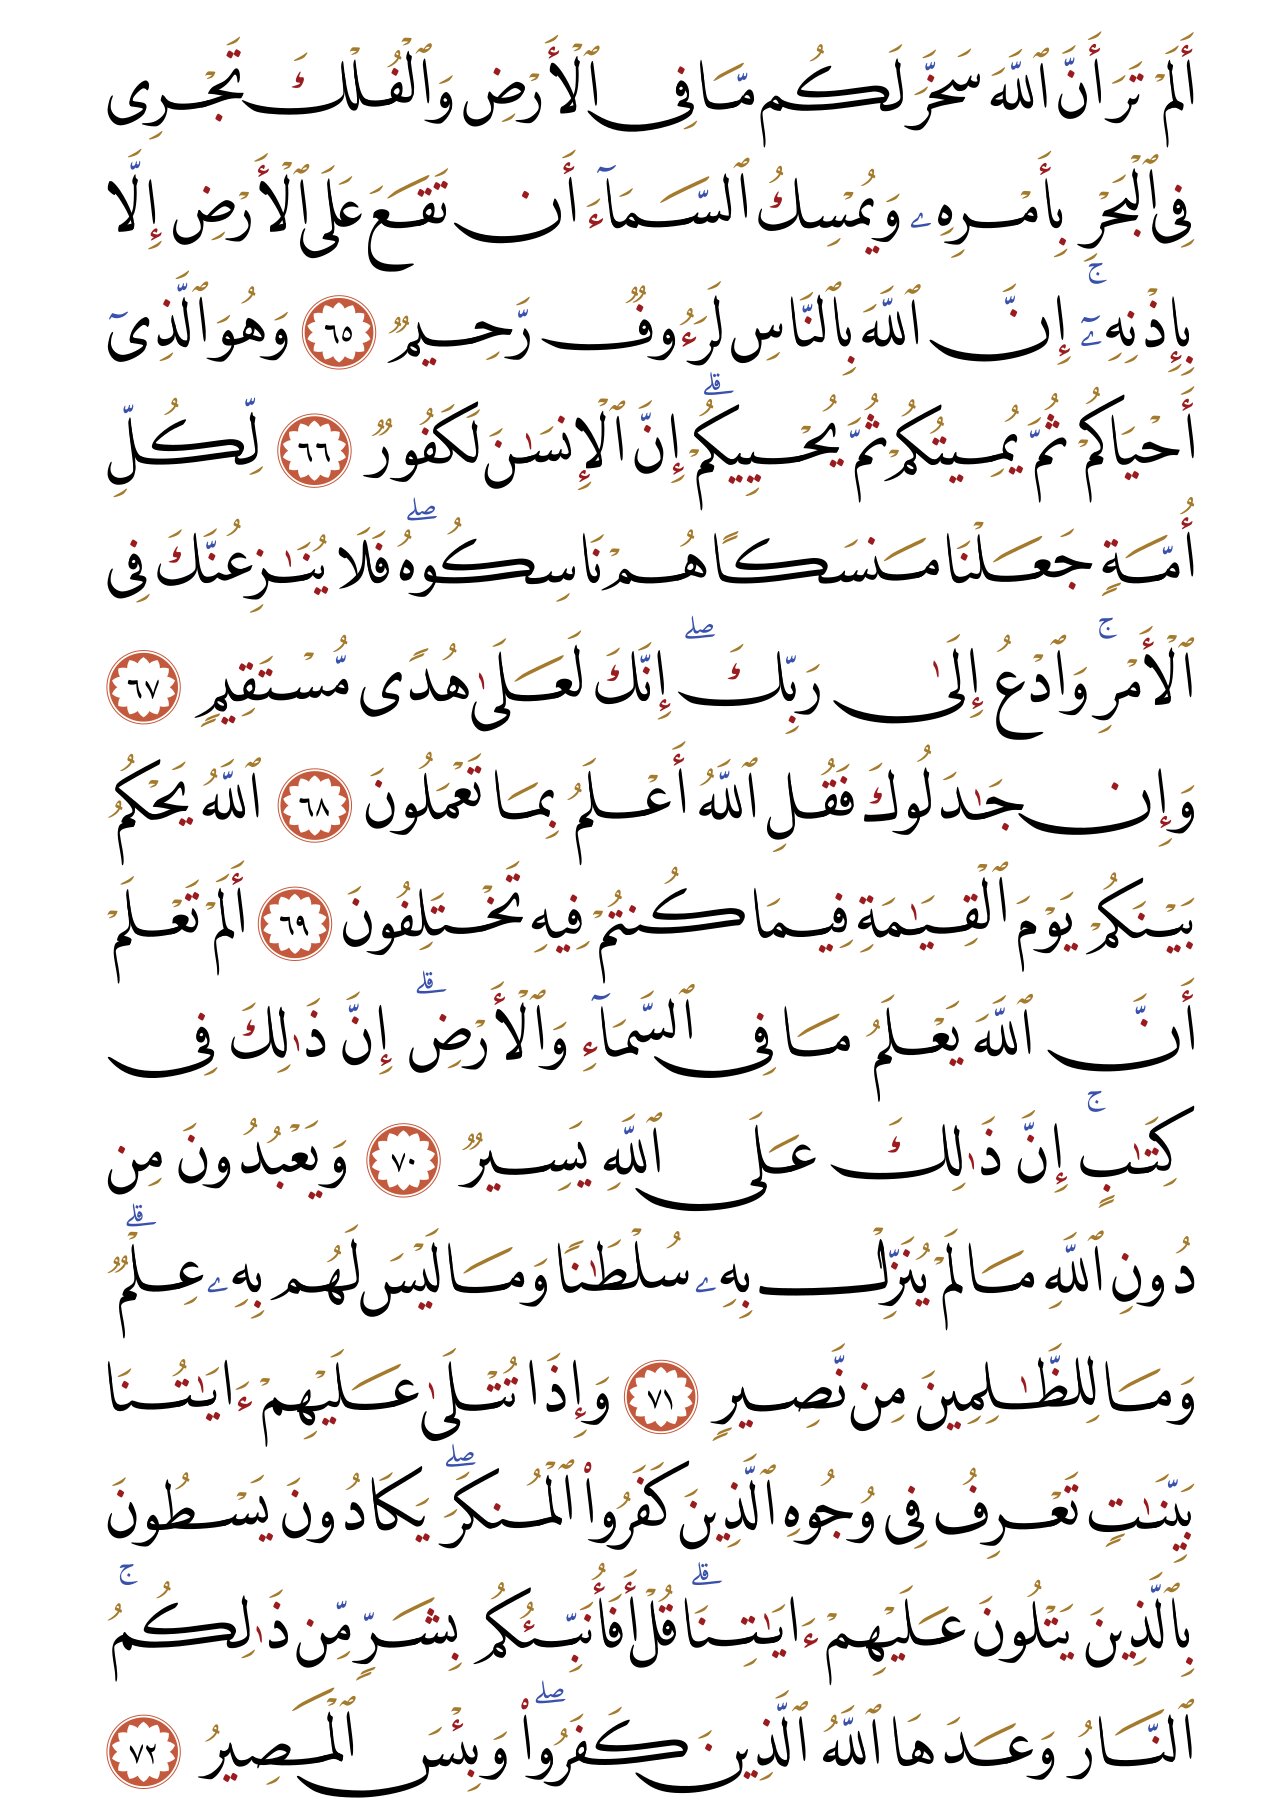 أَلَمْ تَرَ أَنَّ ٱللَّهَ سَخَّرَ لَكُم مَّا فِى ٱلْأَرْضِ وَٱلْفُلْكَ تَجْرِى
فِى ٱلْبَحْرِ بِأَمْرِهِۦ وَيُمْسِكُ ٱلسَّمَآءَ أَن تَقَعَ عَلَى ٱلْأَرْضِ إِلَّا
بِإِذْنِهِۦٓ ۚ إِنَّ ٱللَّهَ بِٱلنَّاسِ لَرَءُوفٌ رَّحِيمٌ ٦٥ وَهُوَ ٱلَّذِىٓ
أَحْيَاكُمْ ثُمَّ يُمِيتُكُمْ ثُمَّ يُحْيِيكُمْ ۗ إِنَّ ٱلْإِنسَـٰنَ لَكَفُورٌ ٦٦ لِّكُلِّ
أُمَّةٍ جَعَلْنَا مَنسَكًا هُمْ نَاسِكُوهُ ۖ فَلَا يُنَـٰزِعُنَّكَ فِى
ٱلْأَمْرِ ۚ وَٱدْعُ إِلَىٰ رَبِّكَ ۖ إِنَّكَ لَعَلَىٰ هُدًى مُّسْتَقِيمٍ ٦٧
وَإِن جَـٰدَلُوكَ فَقُلِ ٱللَّهُ أَعْلَمُ بِمَا تَعْمَلُونَ ٦٨ ٱللَّهُ يَحْكُمُ
بَيْنَكُمْ يَوْمَ ٱلْقِيَـٰمَةِ فِيمَا كُنتُمْ فِيهِ تَخْتَلِفُونَ ٦٩ أَلَمْ تَعْلَمْ
أَنَّ ٱللَّهَ يَعْلَمُ مَا فِى ٱلسَّمَآءِ وَٱلْأَرْضِ ۗ إِنَّ ذَٰلِكَ فِى
كِتَـٰبٍ ۚ إِنَّ ذَٰلِكَ عَلَى ٱللَّهِ يَسِيرٌ ٧٠ وَيَعْبُدُونَ مِن
دُونِ ٱللَّهِ مَا لَمْ يُنَزِّلْ بِهِۦ سُلْطَـٰنًا وَمَا لَيْسَ لَهُم بِهِۦ عِلْمٌ ۗ
وَمَا لِلظَّـٰلِمِينَ مِن نَّصِيرٍ ٧١ وَإِذَا تُتْلَىٰ عَلَيْهِمْ ءَايَـٰتُنَا
بَيِّنَـٰتٍ تَعْرِفُ فِى وُجُوهِ ٱلَّذِينَ كَفَرُوا۟ ٱلْمُنكَرَ ۖ يَكَادُونَ يَسْطُونَ
بِٱلَّذِينَ يَتْلُونَ عَلَيْهِمْ ءَايَـٰتِنَا ۗ قُلْ أَفَأُنَبِّئُكُم بِشَرٍّ مِّن ذَٰلِكُمُ ۚ
ٱلنَّارُ وَعَدَهَا ٱللَّهُ ٱلَّذِينَ كَفَرُوا۟ ۖ وَبِئْسَ ٱلْمَصِيرُ ٧٢